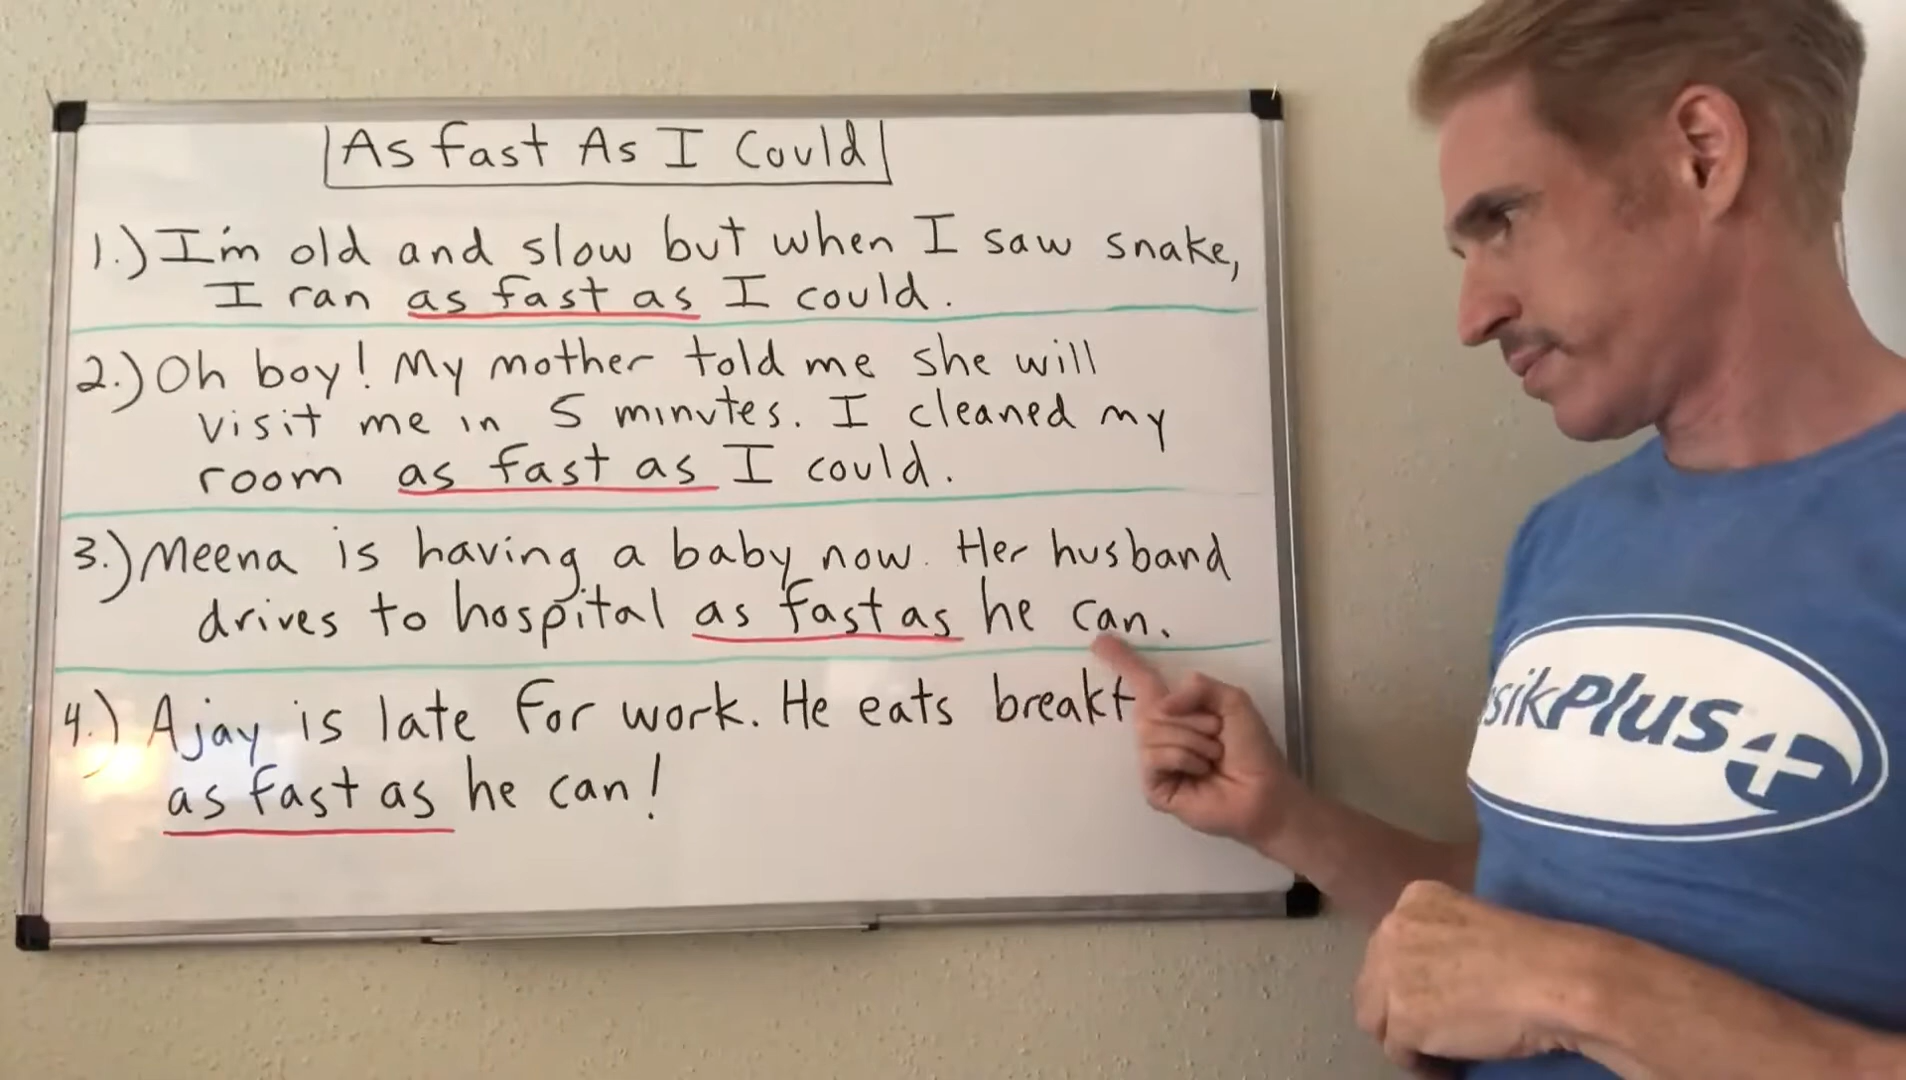 As Fast As I Could
1.) I'm old and slow but when I saw snake,
I ran as fast as I could.
2.) Oh boy! My mother told me she will
visit me in 5 minutes. I cleaned my
room as fast as I could.
3.) Meena is having a baby now. Her husband
drives to hospital as fast as he can.
4.) Ajay is late for work. He eats
as fast as he can!
sikPlus+